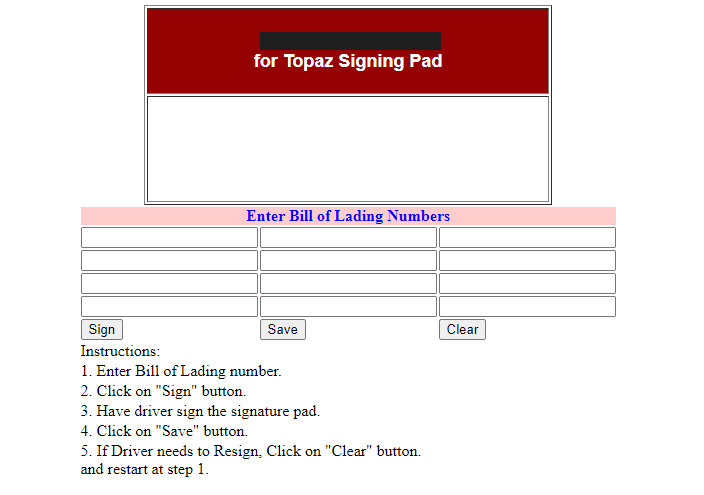 for Topaz Signing Pad
Enter Bill of Lading Numbers
Sign Save Clear
Instructions:
1. Enter Bill of Lading number.
2. Click on "Sign" button.
3. Have driver sign the signature pad.
4. Click on "Save" button.
5. If Driver needs to Resign, Click on "Clear" button.
and restart at step 1.